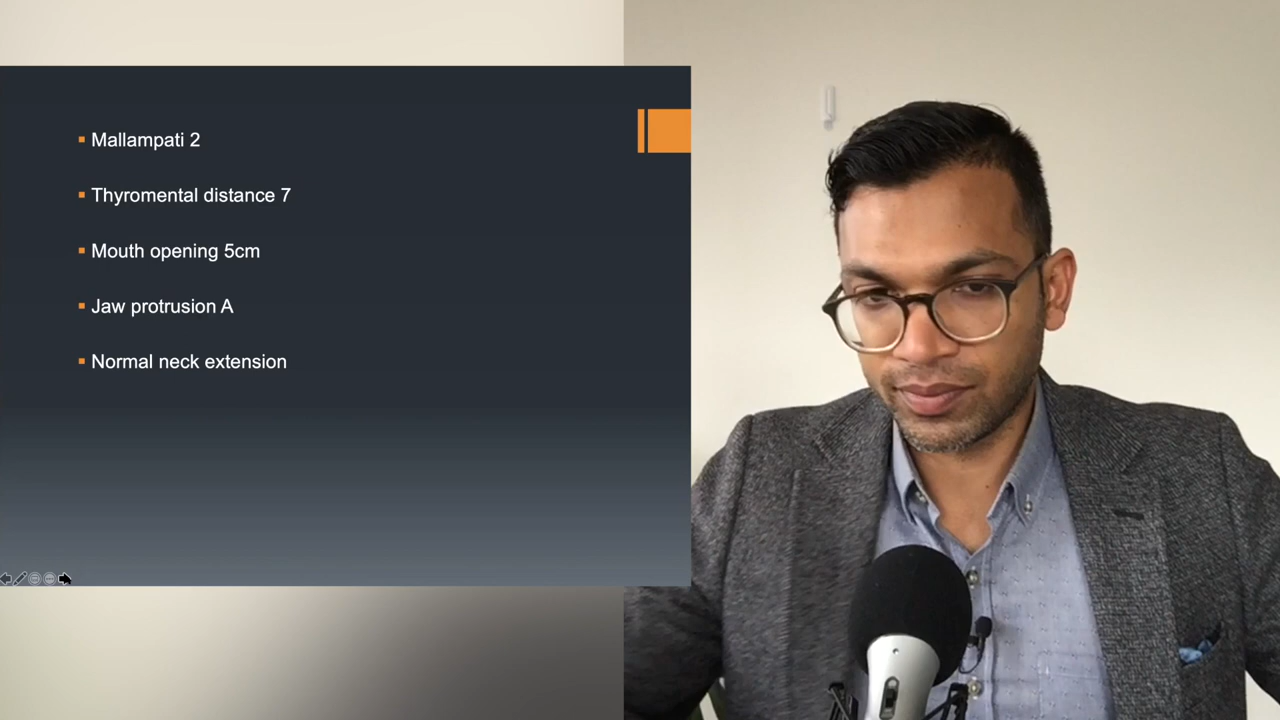 Mallampati 2
Thyromental distance 7
Mouth opening 5cm
Jaw protrusion A
Normal neck extension